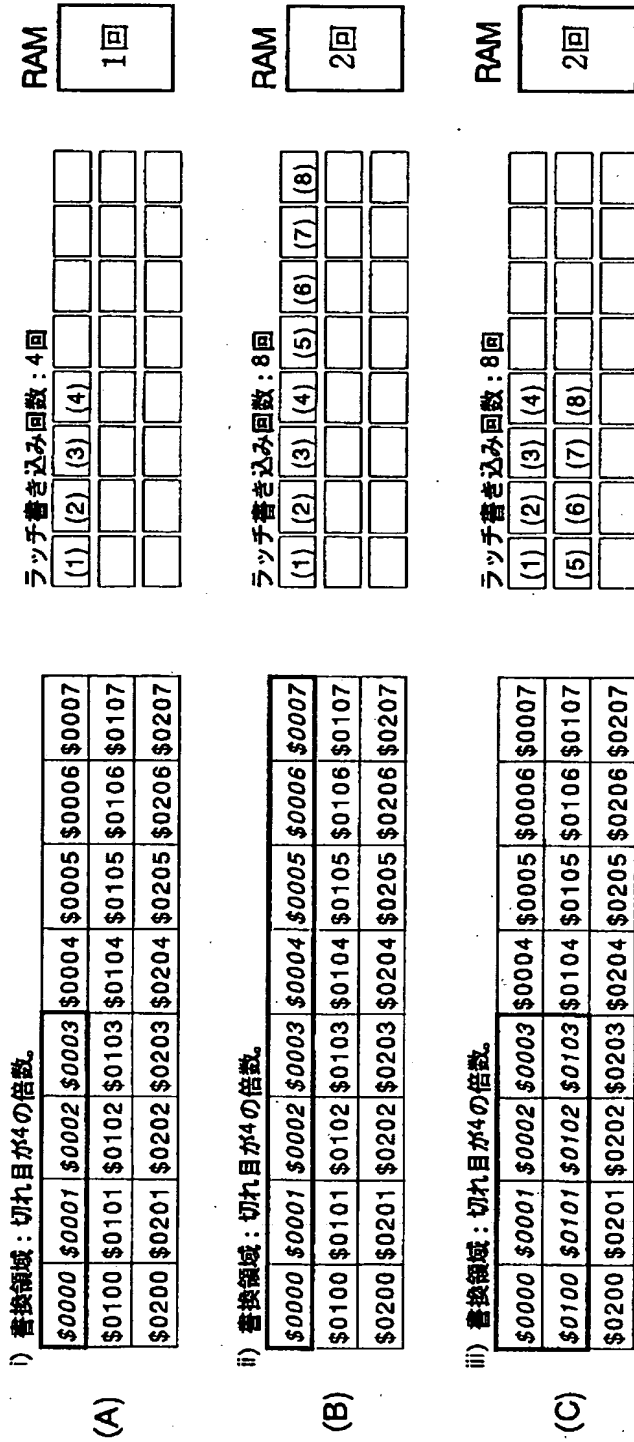 (A)
i) 書換領域：切れ目が4の倍数。
$0000 $0001 $0002 $0003 $0004 $0005 $0006 $0007
$0100 $0101 $0102 $0103 $0104 $0105 $0106 $0107
$0200 $0201 $0202 $0203 $0204 $0205 $0206 $0207
ラッチ書き込み回数：4回
(1) (2) (3) (4)
RAM
1回
(B)
ii) 書換領域：切れ目が4の倍数。
$0000 $0001 $0002 $0003 $0004 $0005 $0006 $0007
$0100 $0101 $0102 $0103 $0104 $0105 $0106 $0107
$0200 $0201 $0202 $0203 $0204 $0205 $0206 $0207
ラッチ書き込み回数：8回
(1) (2) (3) (4) (5) (6) (7) (8)
RAM
2回
(C)
iii) 書換領域：切れ目が4の倍数。
$0000 $0001 $0002 $0003 $0004 $0005 $0006 $0007
$0100 $0101 $0102 $0103 $0104 $0105 $0106 $0107
$0200 $0201 $0202 $0203 $0204 $0205 $0206 $0207
ラッチ書き込み回数：8回
(1) (2) (3) (4)
(5) (6) (7) (8)
RAM
2回